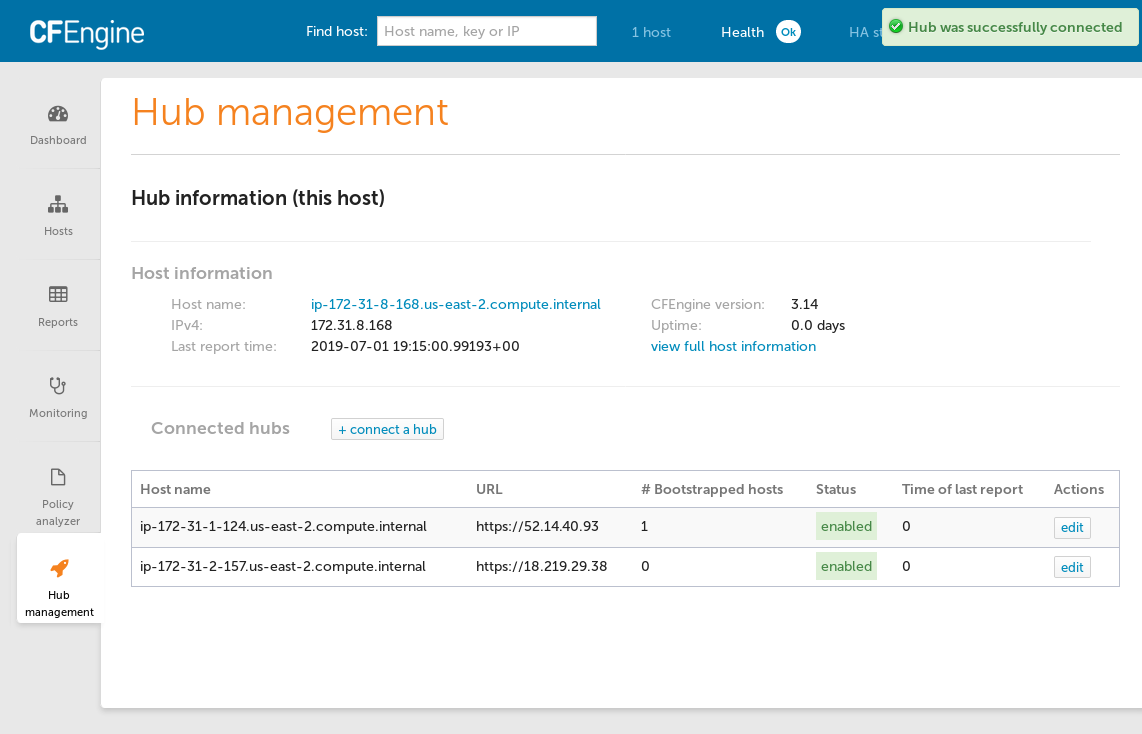 CFEngine
Find host: Host name, key or IP 1 host Health Ok HA st
Hub was successfully connected
Dashboard
Hosts
Reports
Monitoring
Policy
analyzer
Hub
management
Hub management
Hub information (this host)
Host information
Host name: ip-172-31-8-168.us-east-2.compute.internal CFEngine version: 3.14
IPv4: 172.31.8.168 Uptime: 0.0 days
Last report time: 2019-07-01 19:15:00.99193+00 view full host information
Connected hubs + connect a hub
Host name URL # Bootstrapped hosts Status Time of last report Actions
ip-172-31-1-124.us-east-2.compute.internal https://52.14.40.93 1 enabled 0 edit
ip-172-31-2-157.us-east-2.compute.internal https://18.219.29.38 0 enabled 0 edit